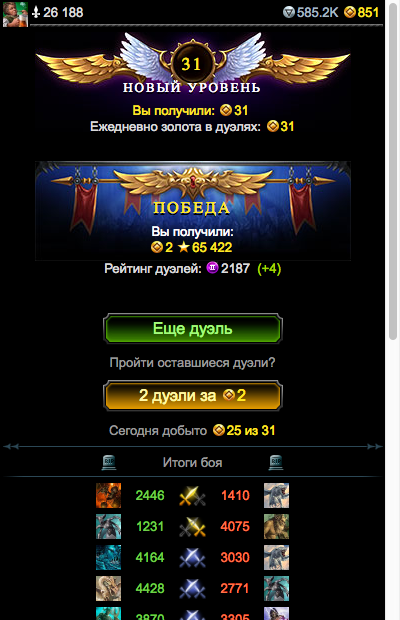 26 188 585.2K 851
31
НОВЫЙ УРОВЕНЬ
Вы получили: 31
Ежедневно золота в дуэлях: 31
ПОБЕДА
Вы получили:
2 65 422
Рейтинг дуэлей: 2187 (+4)
Еще дуэль
Пройти оставшиеся дуэли?
2 дуэли за 2
Сегодня добыто 25 из 31
Итоги боя
2446 1410
1231 4075
4164 3030
4428 2771
3870 3305